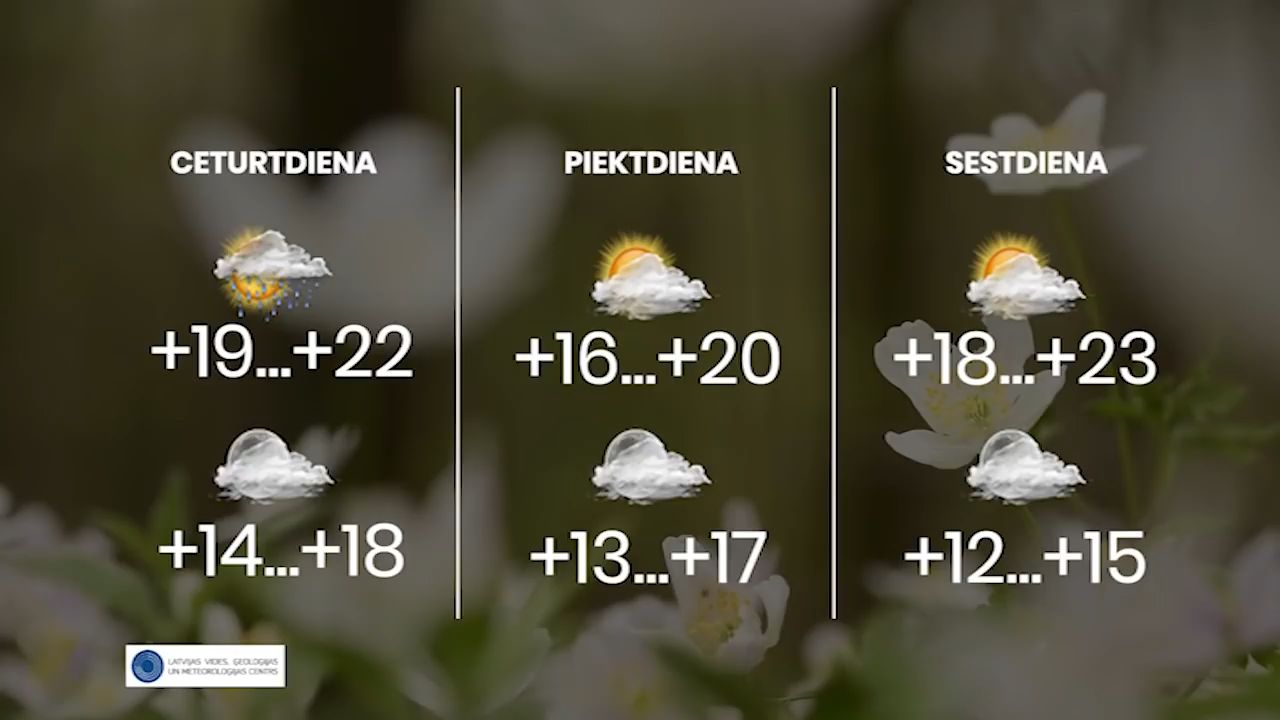 CETURTDIENA
+19...+22
+14...+18
PIEKTDIENA
+16...+20
+13...+17
SESTDIENA
+18...+23
+12...+15
LATVIJAS VIDES, ĢEOLOĢIJAS
UN METEOROLOĢIJAS CENTRS